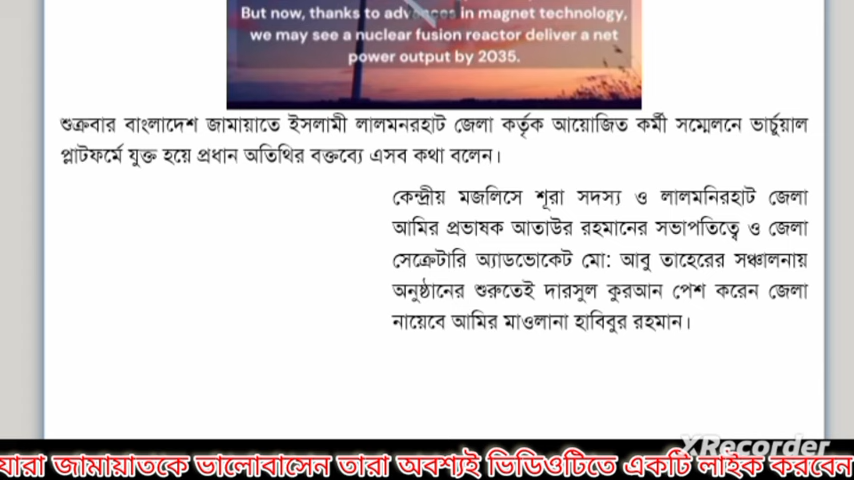 But now, thanks to advances in magnet technology,
we may see a nuclear fusion reactor deliver a net
power output by 2035.
শুক্রবার বাংলাদেশ জামায়াতে ইসলামী লালমনরহাট জেলা কর্তৃক আয়োজিত কর্মী সম্মেলনে ভার্চুয়াল
প্লাটফর্মে যুক্ত হয়ে প্রধান অতিথির বক্তব্যে এসব কথা বলেন।
কেন্দ্রীয় মজলিসে শূরা সদস্য ও লালমনিরহাট জেলা
আমির প্রভাষক আতাউর রহমানের সভাপতিত্বে ও জেলা
সেক্রেটারি অ্যাডভোকেট মো: আবু তাহেরের সঞ্চালনায়
অনুষ্ঠানের শুরুতেই দারসুল কুরআন পেশ করেন জেলা
নায়েবে আমির মাওলানা হাবিবুর রহমান।
XRecorder
যারা জামায়াতকে ভালোবাসেন তারা অবশ্যই ভিডিওটিতে একটি লাইক করবেন